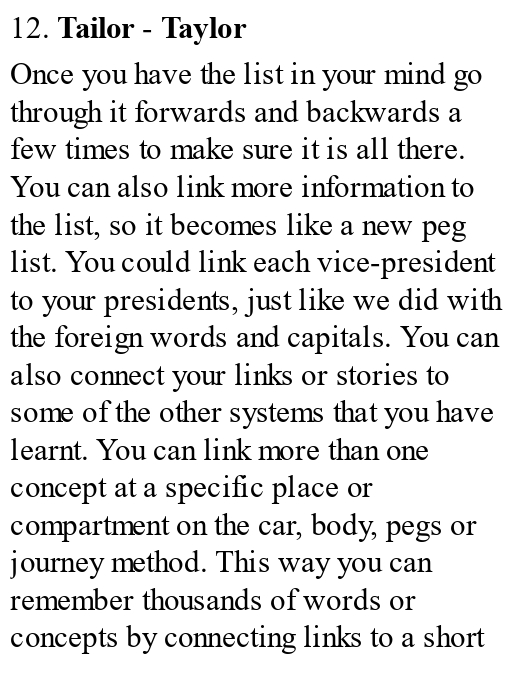 12. Tailor - Taylor
Once you have the list in your mind go
through it forwards and backwards a
few times to make sure it is all there.
You can also link more information to
the list, so it becomes like a new peg
list. You could link each vice-president
to your presidents, just like we did with
the foreign words and capitals. You can
also connect your links or stories to
some of the other systems that you have
learnt. You can link more than one
concept at a specific place or
compartment on the car, body, pegs or
journey method. This way you can
remember thousands of words or
concepts by connecting links to a short